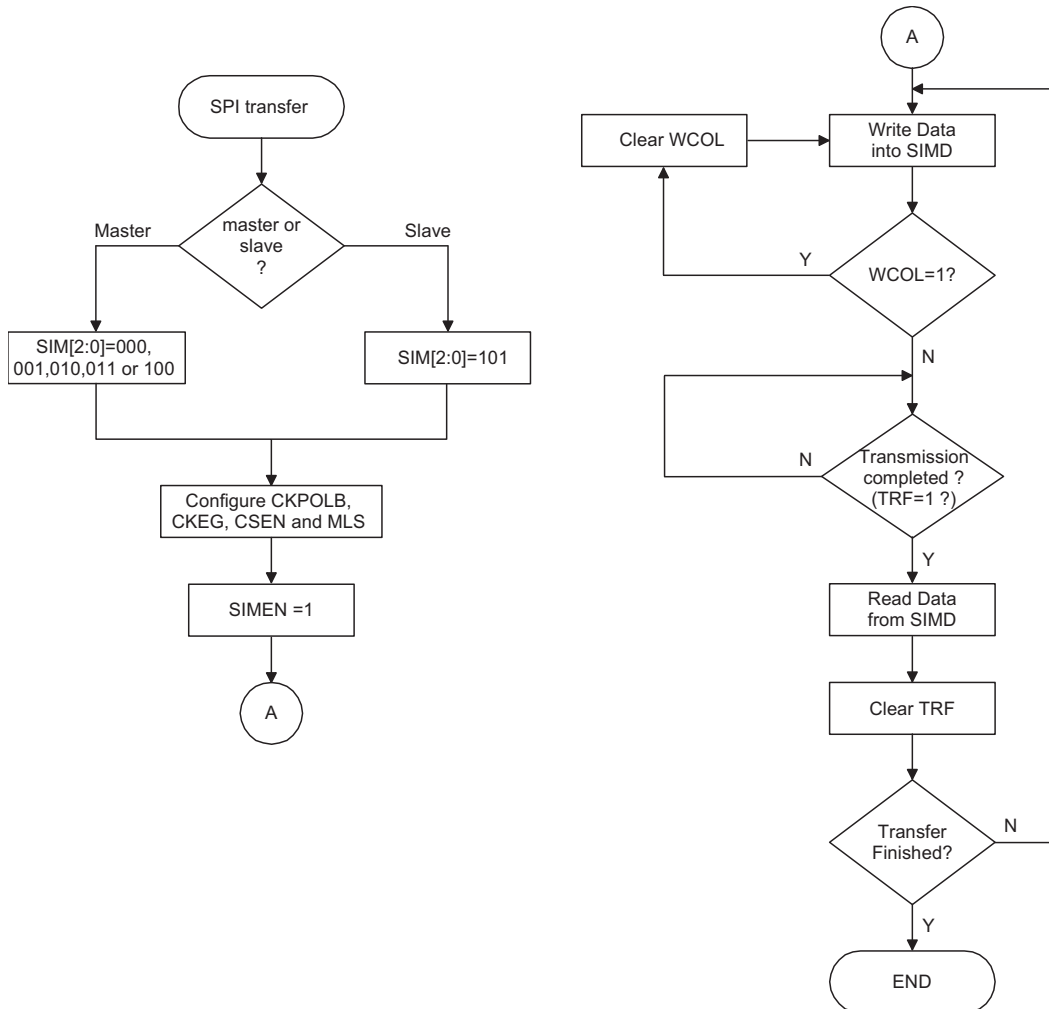 SPI transfer
master or
slave
?
Master
Slave
SIM[2:0]=000,
001,010,011 or 100
SIM[2:0]=101
Configure CKPOLB,
CKEG, CSEN and MLS
SIMEN =1
A
A
Write Data
into SIMD
Clear WCOL
WCOL=1?
Y
N
Transmission
completed ?
(TRF=1 ?)
N
Y
Read Data
from SIMD
Clear TRF
Transfer
Finished?
N
Y
END